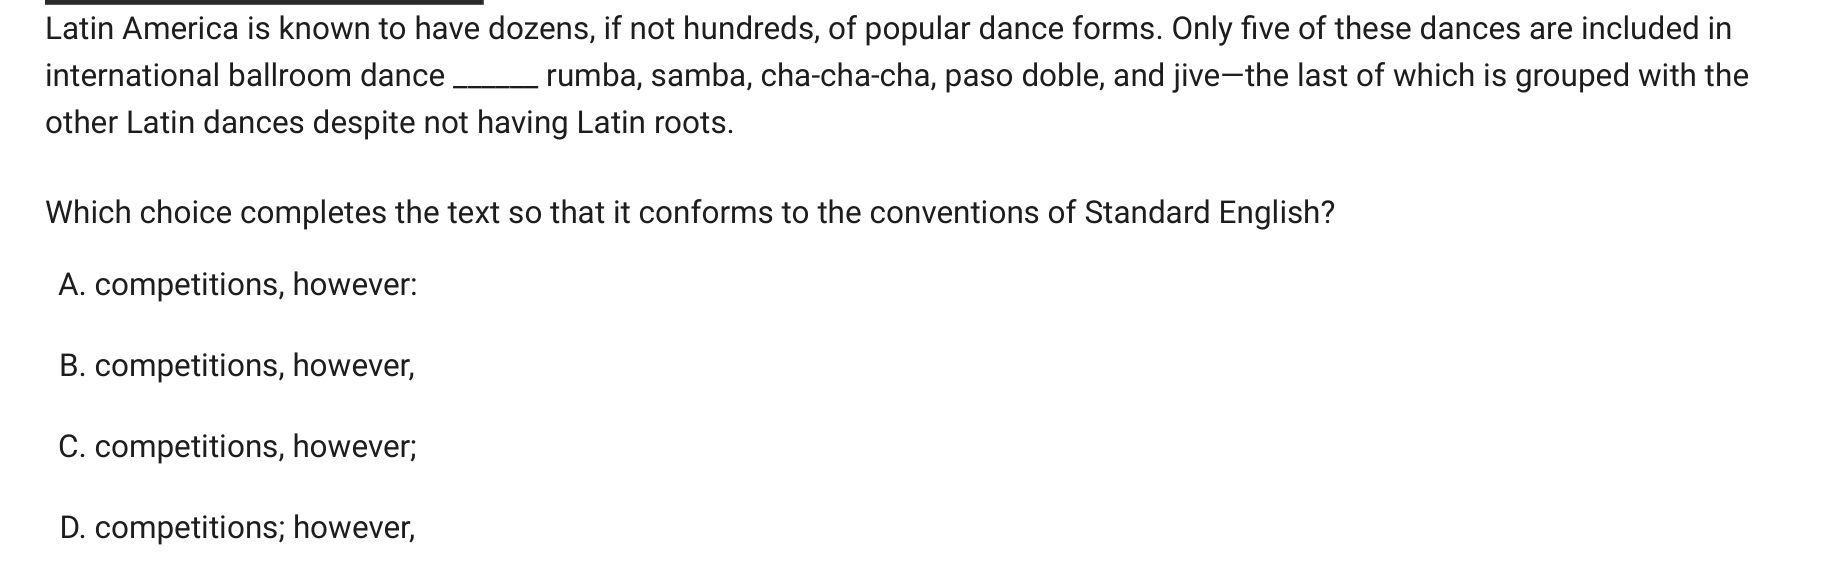 Latin America is known to have dozens, if not hundreds, of popular dance forms. Only five of these dances are included in
international ballroom dance ______ rumba, samba, cha-cha-cha, paso doble, and jive—the last of which is grouped with the
other Latin dances despite not having Latin roots.
Which choice completes the text so that it conforms to the conventions of Standard English?
A. competitions, however:
B. competitions, however,
C. competitions, however;
D. competitions; however,